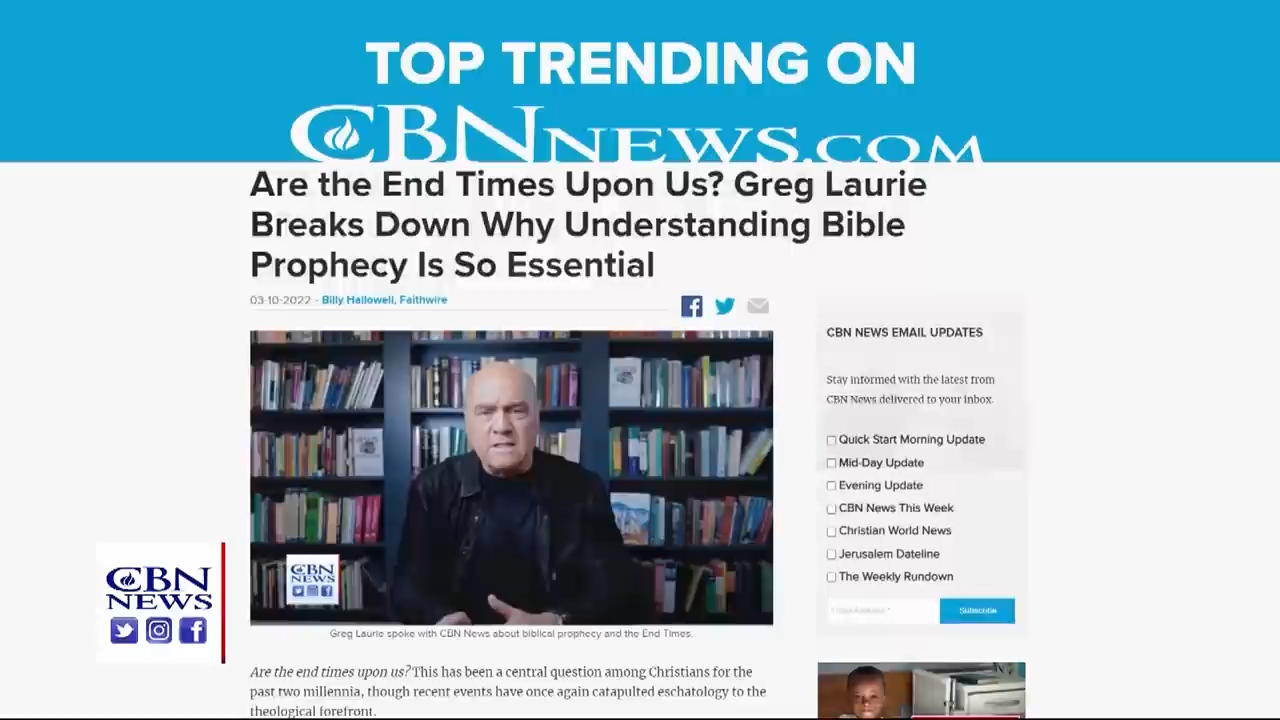 TOP TRENDING ON
CBNNEWS.COM
Are the End Times Upon Us? Greg Laurie
Breaks Down Why Understanding Bible
Prophecy Is So Essential
03-10-2022 - Billy Hallowell, Faithwire
CBN
NEWS
Greg Laurie spoke with CBN News about biblical prophecy and the End Times.
Are the end times upon us? This has been a central question among Christians for the
past two millennia, though recent events have once again catapulted eschatology to the
theological forefront.
CBN NEWS EMAIL UPDATES
Stay informed with the latest from
CBN News delivered to your inbox.
Quick Start Morning Update
Mid-Day Update
Evening Update
CBN News This Week
Christian World News
Jerusalem Dateline
The Weekly Rundown
Email Address *
Subscribe
CBN
NEWS